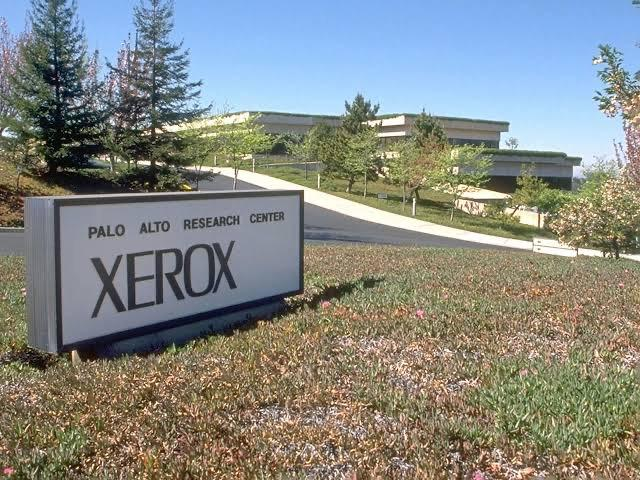 PALO ALTO RESEARCH CENTER
XEROX